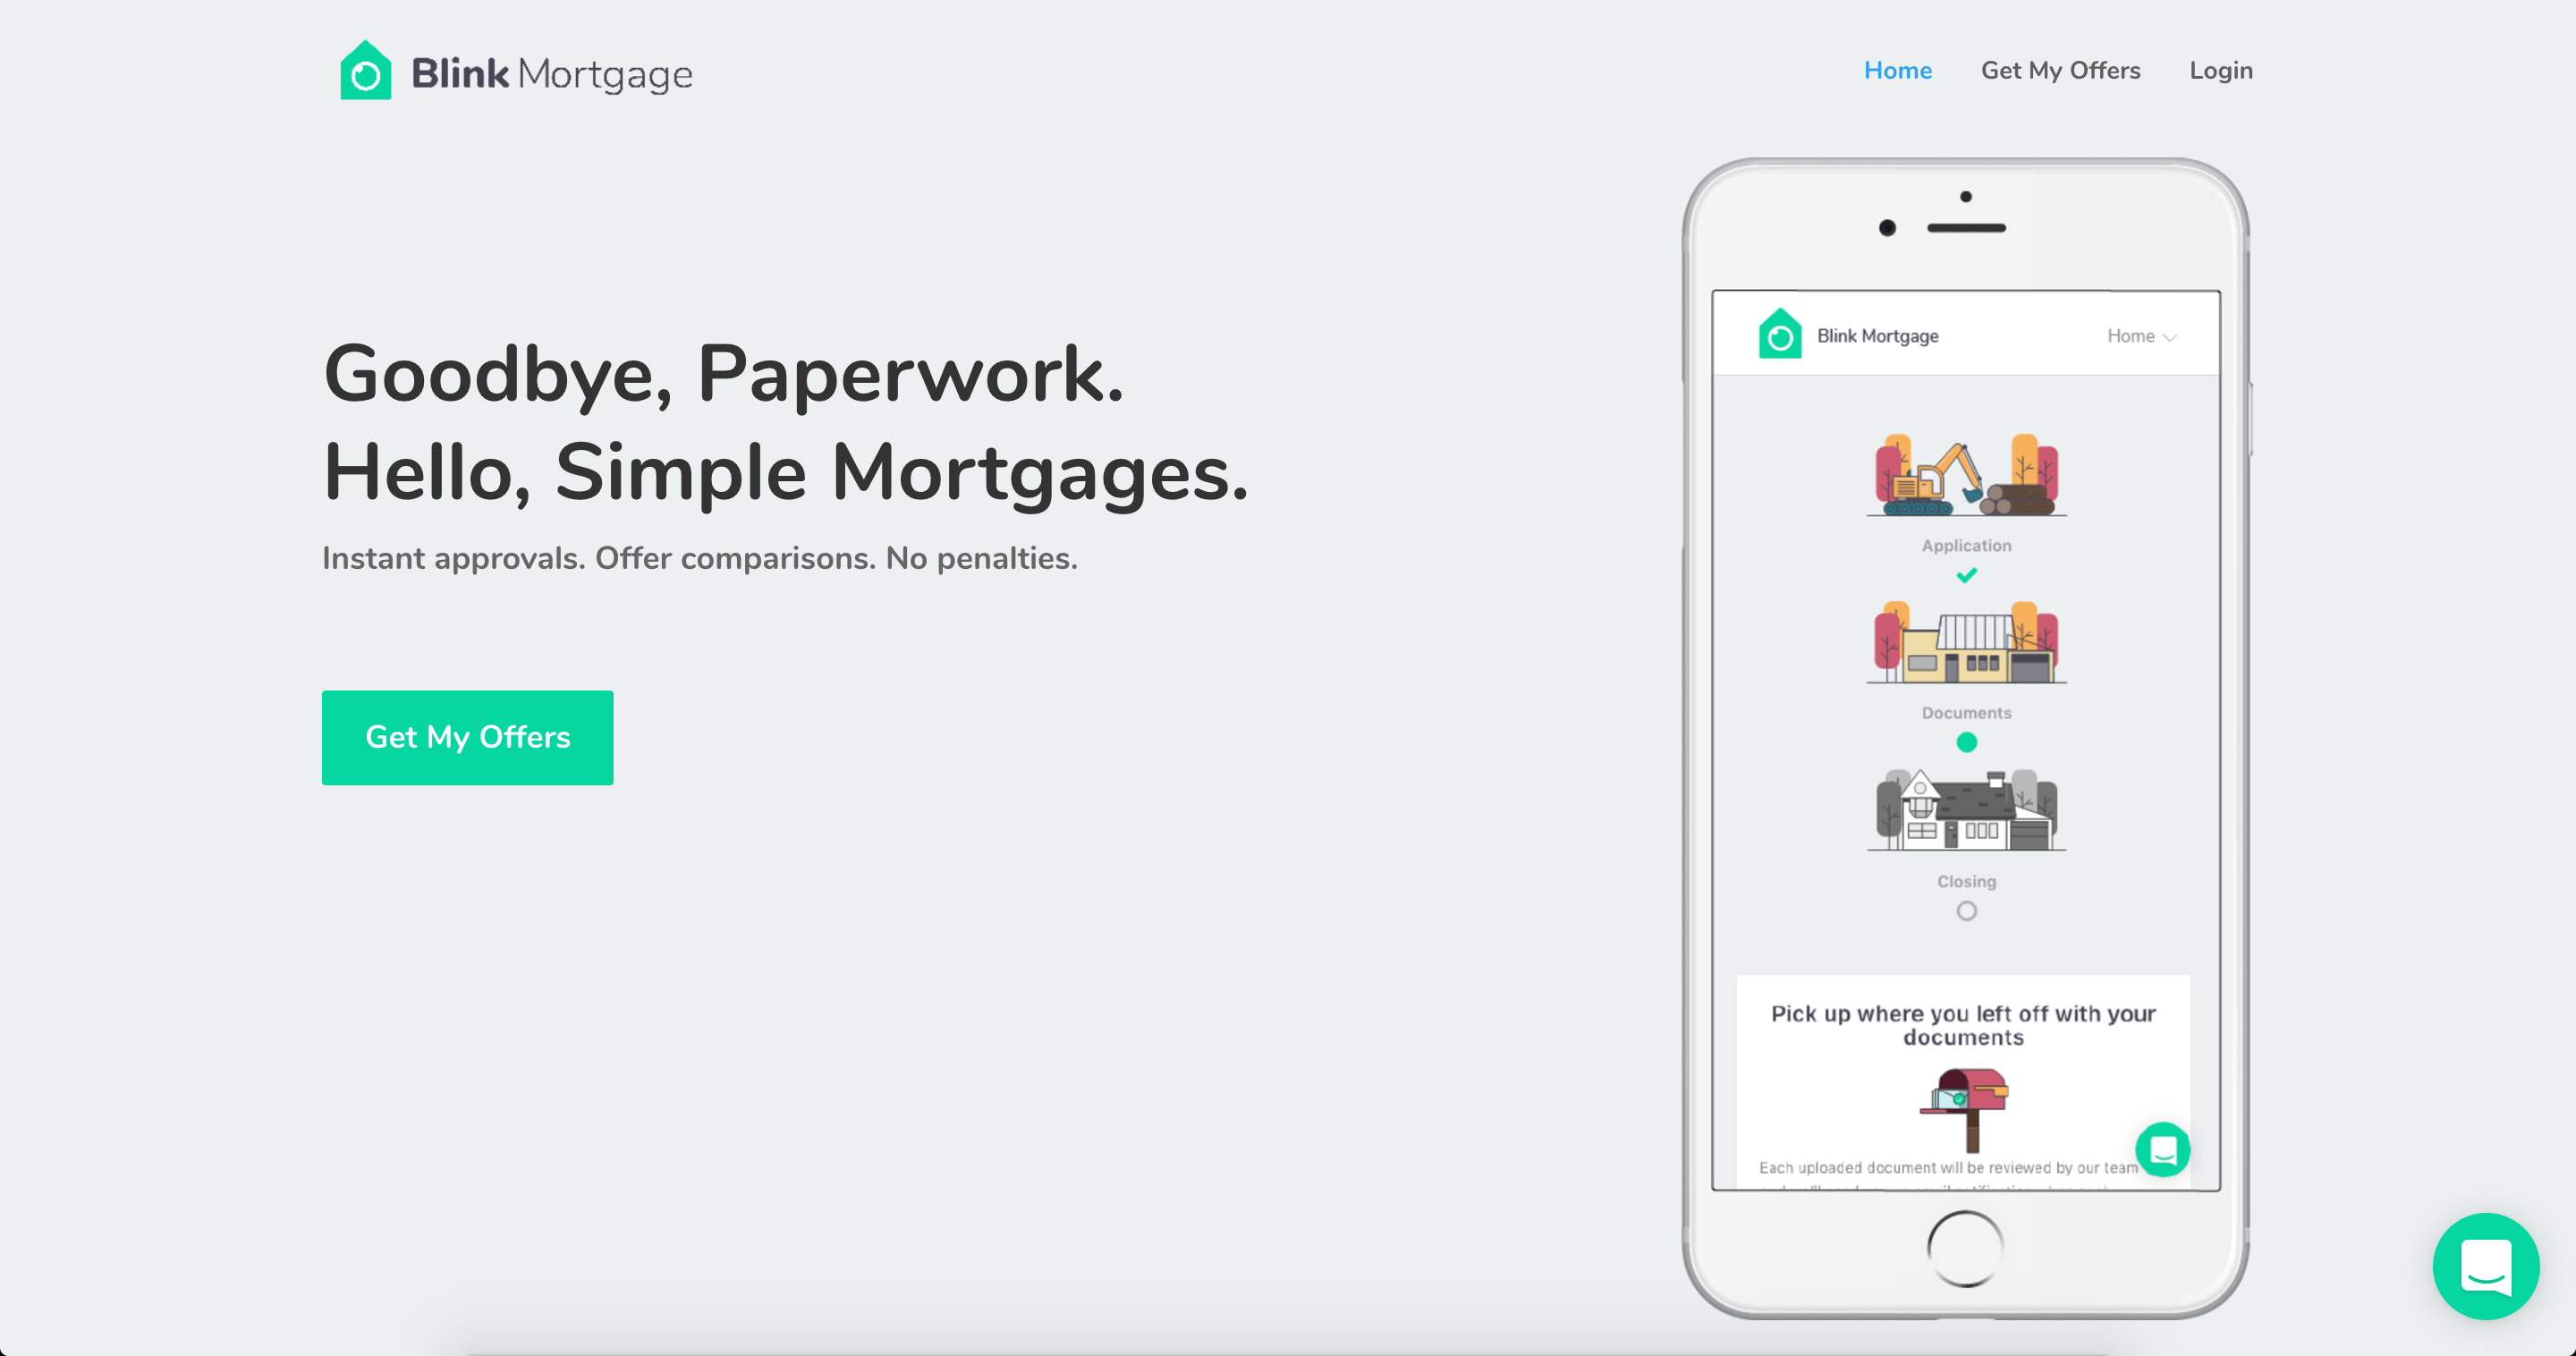 Blink Mortgage
Home
Get My Offers
Login
Goodbye, Paperwork.
Hello, Simple Mortgages.
Instant approvals. Offer comparisons. No penalties.
Get My Offers
Blink Mortgage
Home
Application
Documents
Closing
Pick up where you left off with your
documents
Each uploaded document will be reviewed by our team